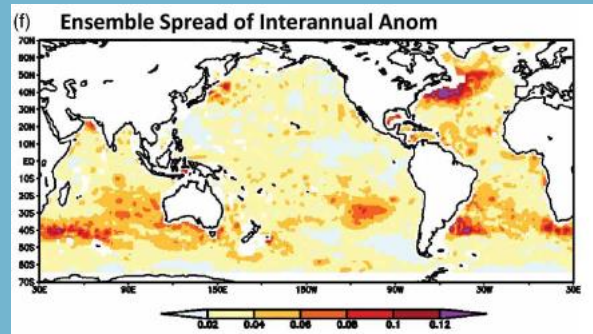 (f) Ensemble Spread of Interannual Anom
70N
60N
50N
40N
30N
20N
10N
EQ
10S
20S
30S
40S
50S
60S
70S
30E 90E 150E 150W 90W 30W 30E
0.02 0.04 0.06 0.08 0.1 0.12